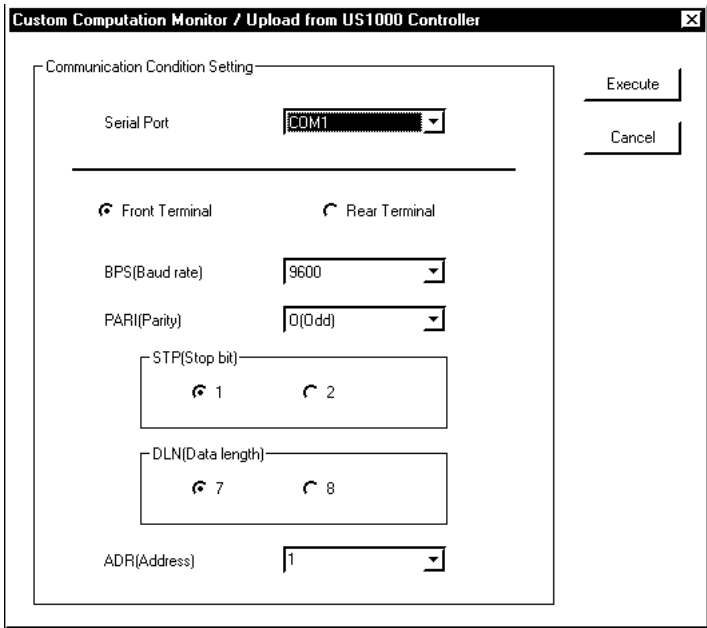 Custom Computation Monitor / Upload from US1000 Controller
Communication Condition Setting
Execute
Serial Port COM1
Cancel
Front Terminal Rear Terminal
BPS(Baud rate) 9600
PARI(Parity) O(Odd)
STP(Stop bit)
1 2
DLN(Data length)
7 8
ADR(Address) 1